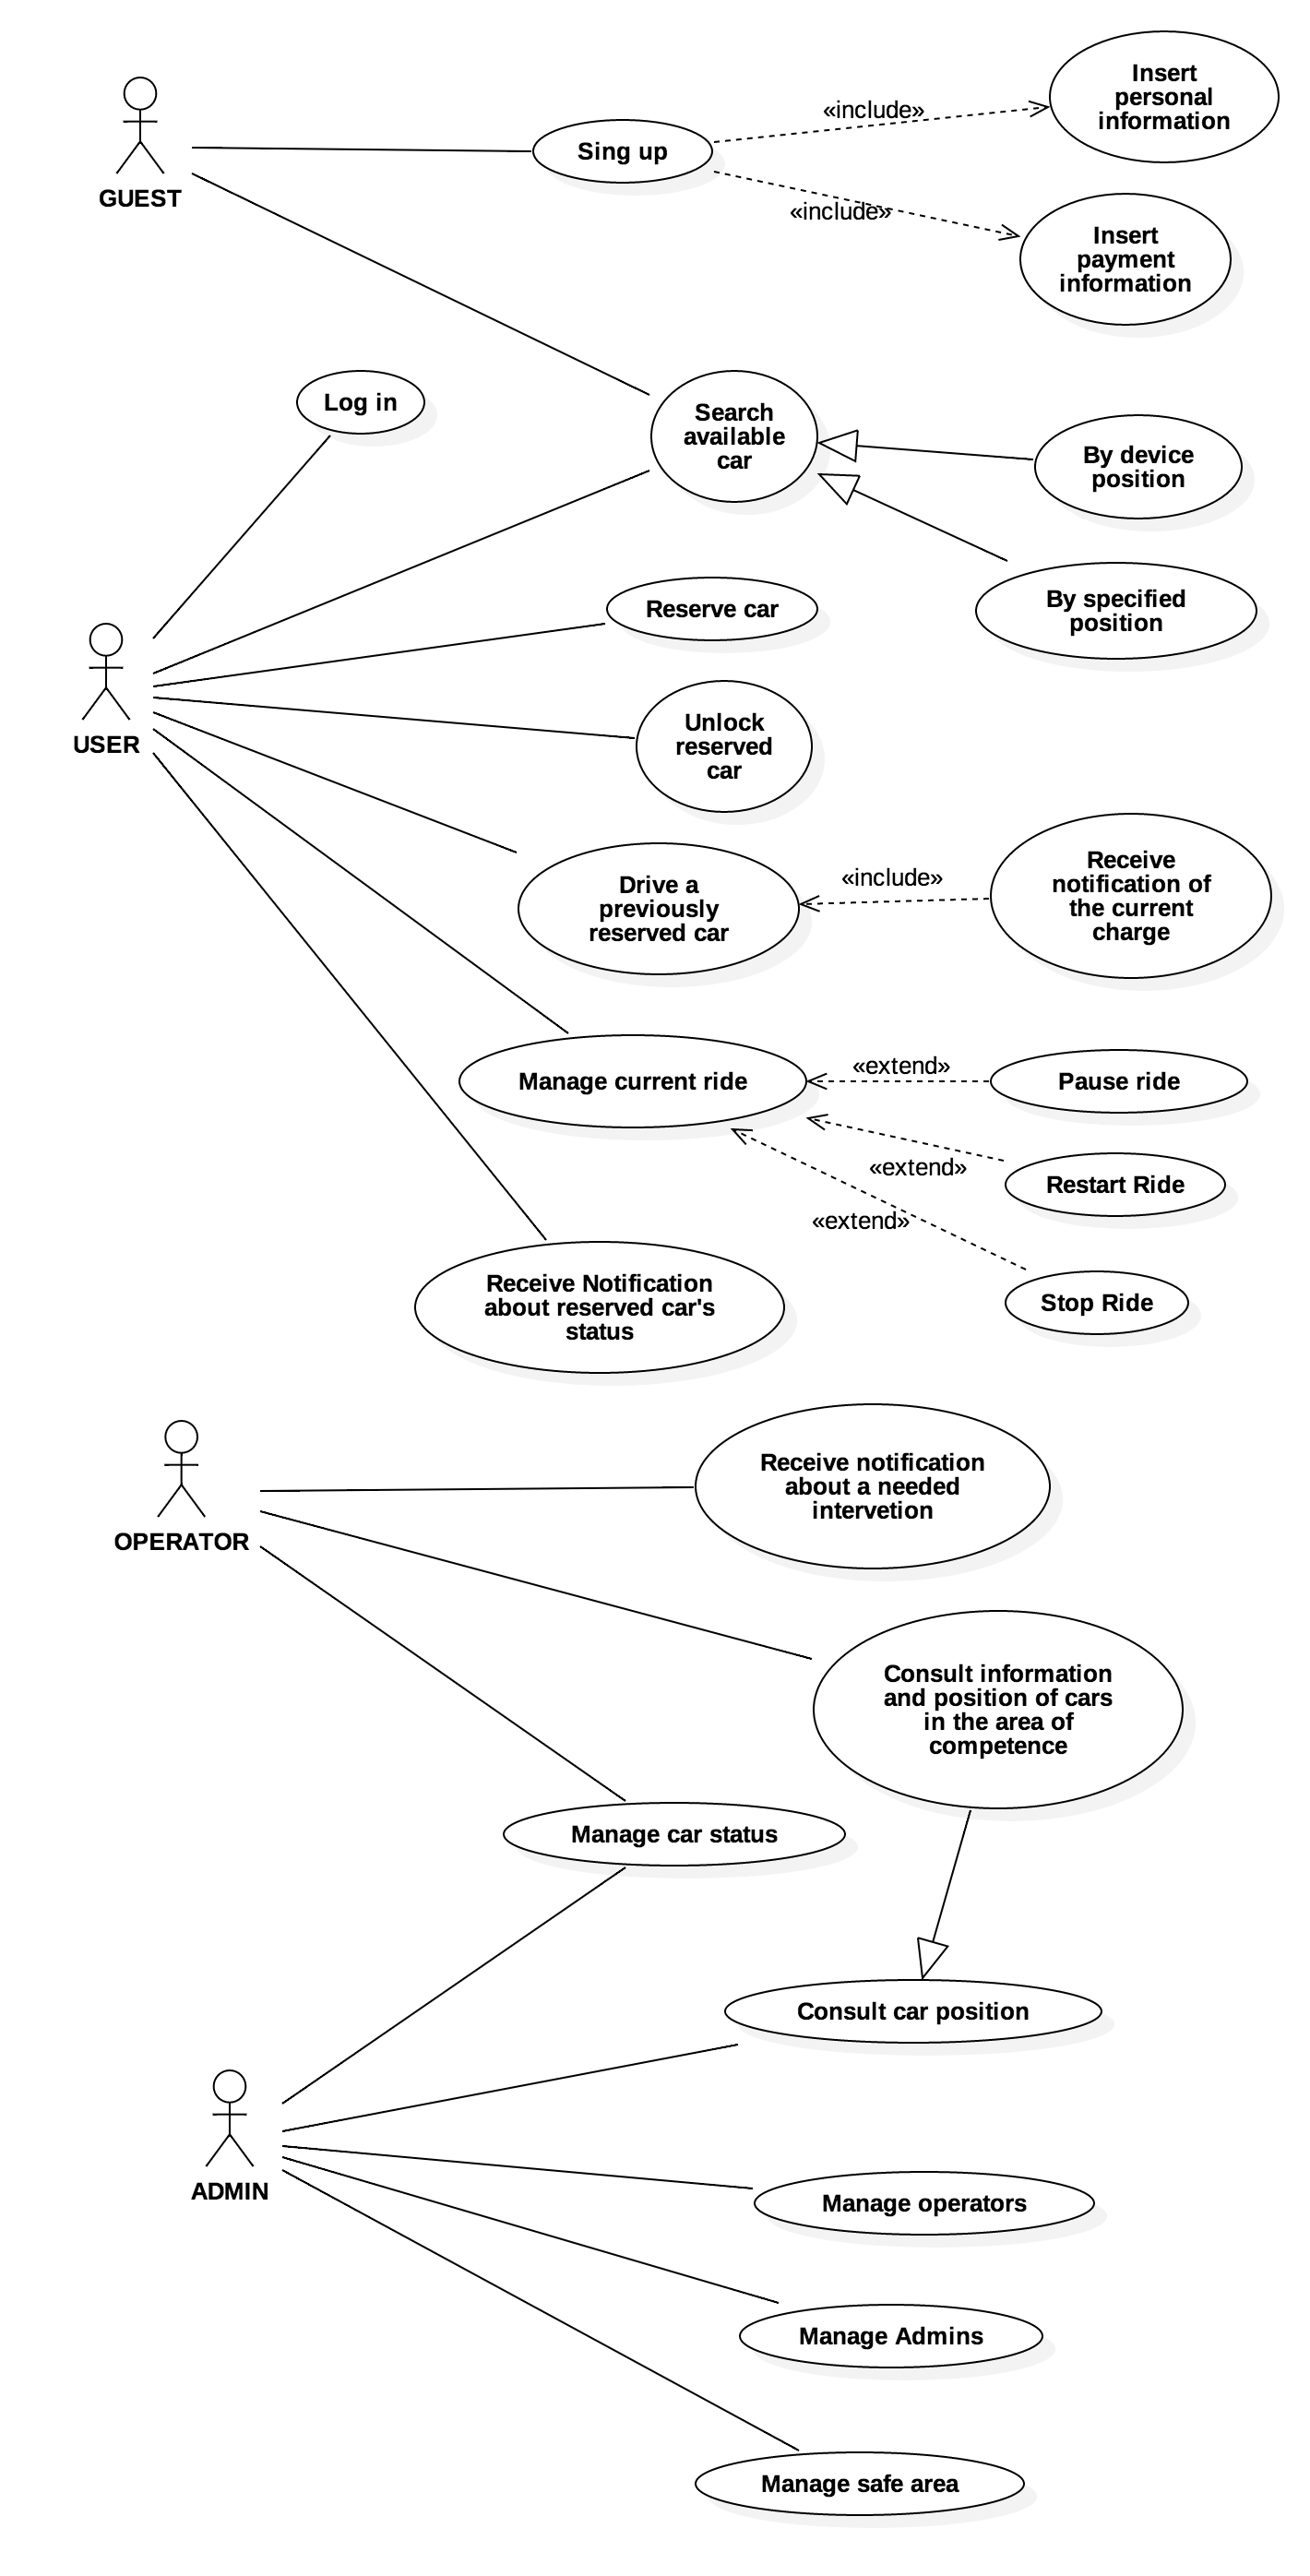 GUEST
Sing up
«include»
Insert
personal
information
«include»
Insert
payment
information
Log in
Search
available
car
By device
position
By specified
position
USER
Reserve car
Unlock
reserved
car
Drive a
previously
reserved car
«include»
Receive
notification of
the current
charge
Manage current ride
«extend»
Pause ride
«extend»
Restart Ride
«extend»
Stop Ride
Receive Notification
about reserved car's
status
OPERATOR
Receive notification
about a needed
intervetion
Consult information
and position of cars
in the area of
competence
Manage car status
Consult car position
ADMIN
Manage operators
Manage Admins
Manage safe area